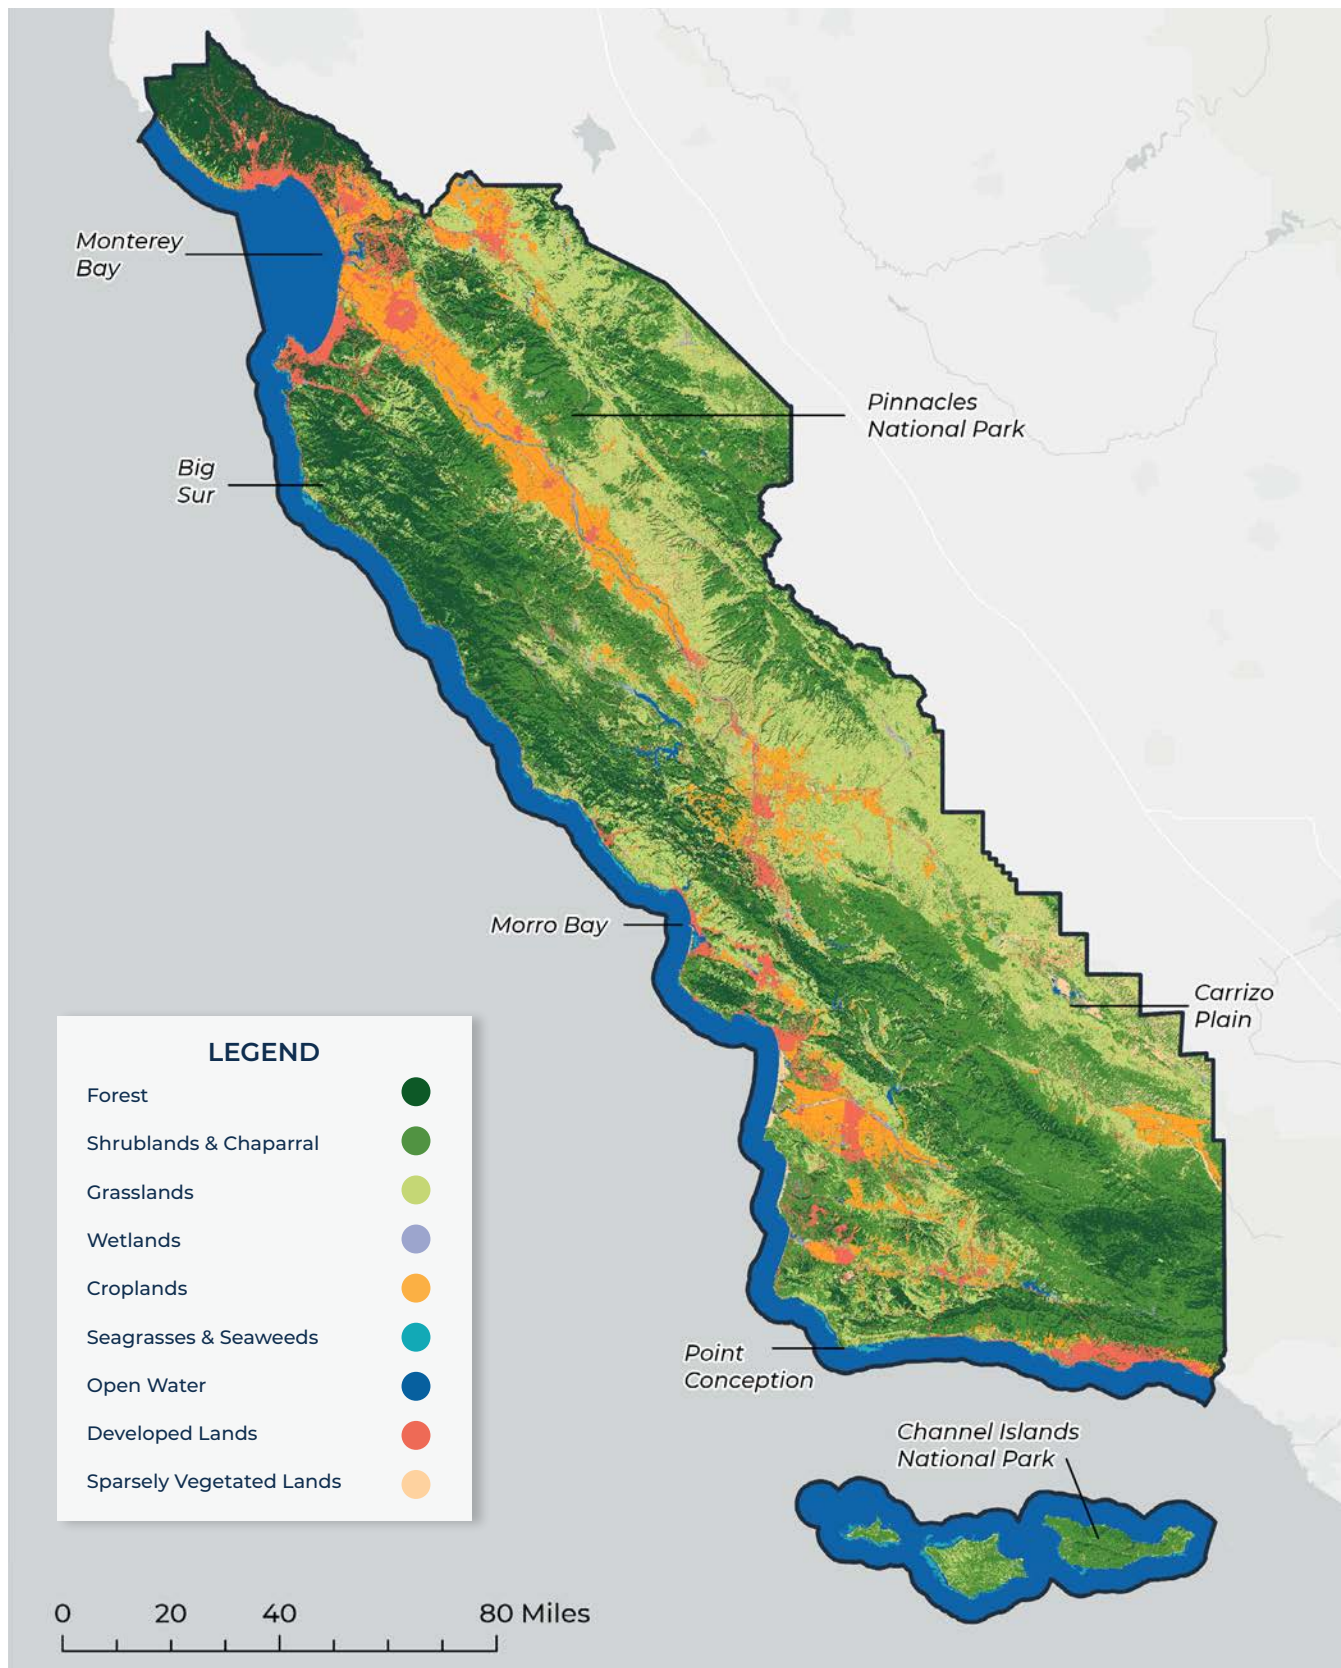 Monterey
Bay
Pinnacles
National Park
Big
Sur
Morro Bay
Carrizo
Plain
LEGEND
Forest
Shrublands & Chaparral
Grasslands
Wetlands
Croplands
Seagrasses & Seaweeds
Open Water
Developed Lands
Sparsely Vegetated Lands
Point
Conception
Channel Islands
National Park
0 20 40 80 Miles